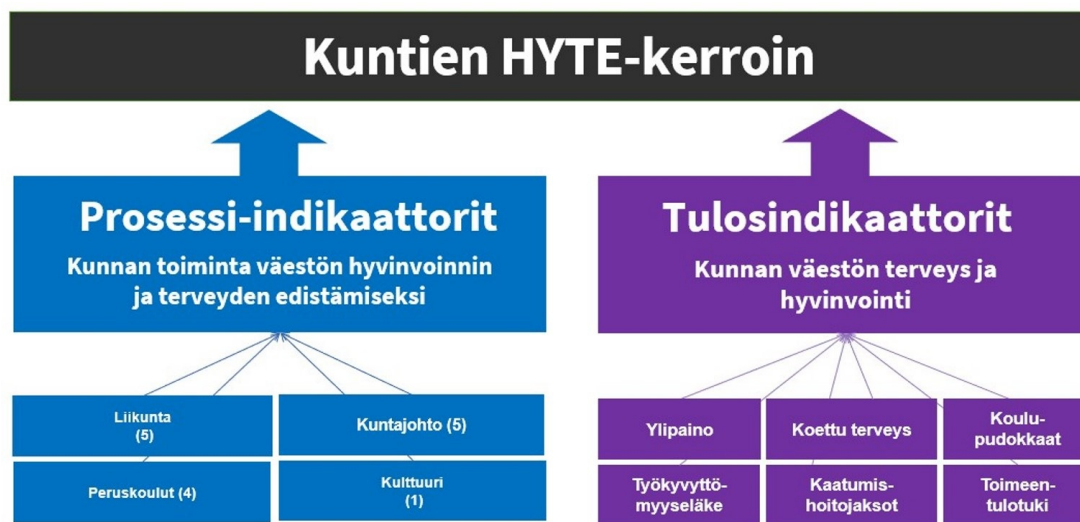 Kuntien HYTE-kerroin
Prosessi-indikaattorit
Kunnan toiminta väestön hyvinvoinnin
ja terveyden edistämiseksi
Liikunta
(5)
Kuntajohto (5)
Peruskoulut (4)
Kulttuuri
(1)
Tulosindikaattorit
Kunnan väestön terveys ja
hyvinvointi
Ylipaino
Koettu terveys
Koulu-
pudokkaat
Työkyvyttö-
myyseläke
Kaatumis-
hoitojaksot
Toimeen-
tulotuki